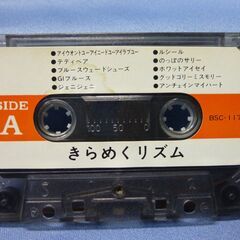 SIDE
A
・アイウオントユーアイニードユーアイラブユー
・テディベア
・ブルースウェードシューズ
・GIブルース
・ジェニジェニ
・ルシール
・のっぽのサリー
・ホワットアイセイ
・グッドゴリーミスモリー
・アンチェインマイハート
BSC-117
100 50 0
きらめくリズム